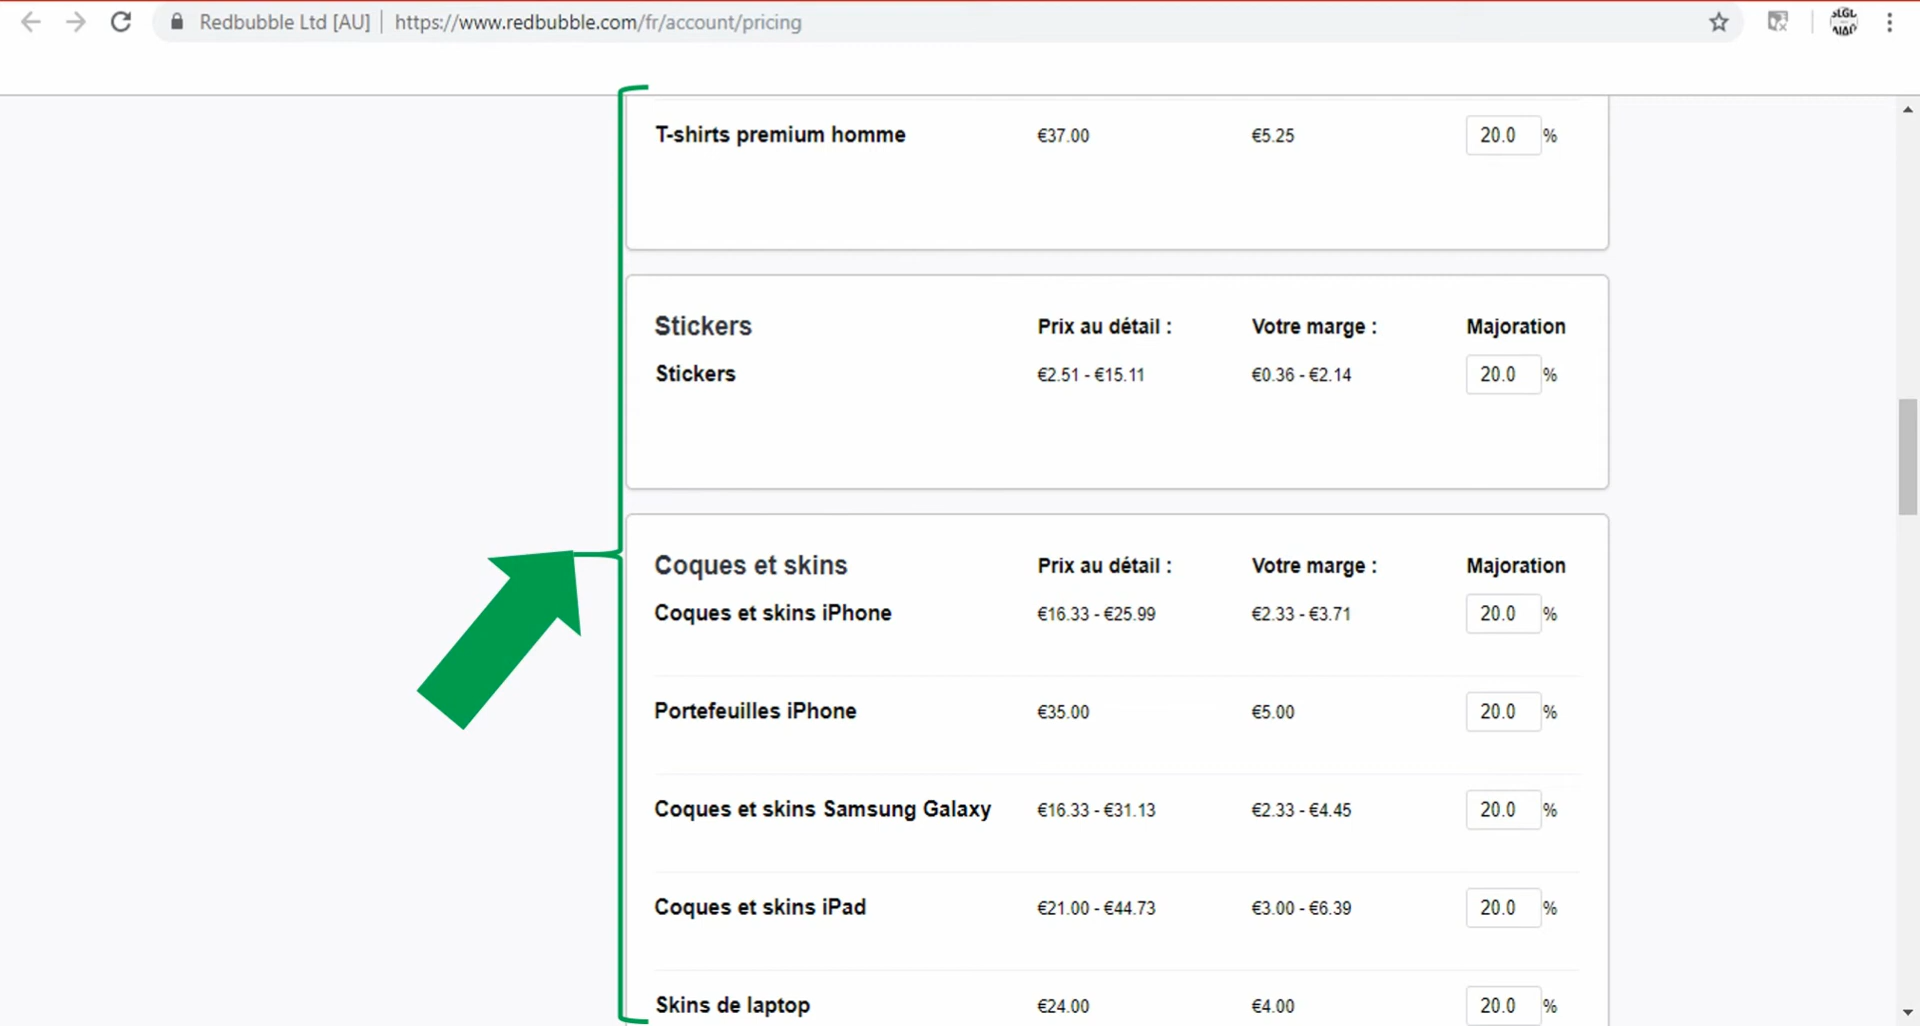 Redbubble Ltd [AU] | https://www.redbubble.com/fr/account/pricing
T-shirts premium homme €37.00 €5.25 20.0 %
Stickers Prix au détail : Votre marge : Majoration
Stickers €2.51 - €15.11 €0.36 - €2.14 20.0 %
Coques et skins Prix au détail : Votre marge : Majoration
Coques et skins iPhone €16.33 - €25.99 €2.33 - €3.71 20.0 %
Portefeuilles iPhone €35.00 €5.00 20.0 %
Coques et skins Samsung Galaxy €16.33 - €31.13 €2.33 - €4.45 20.0 %
Coques et skins iPad €21.00 - €44.73 €3.00 - €6.39 20.0 %
Skins de laptop €24.00 €4.00 20.0 %